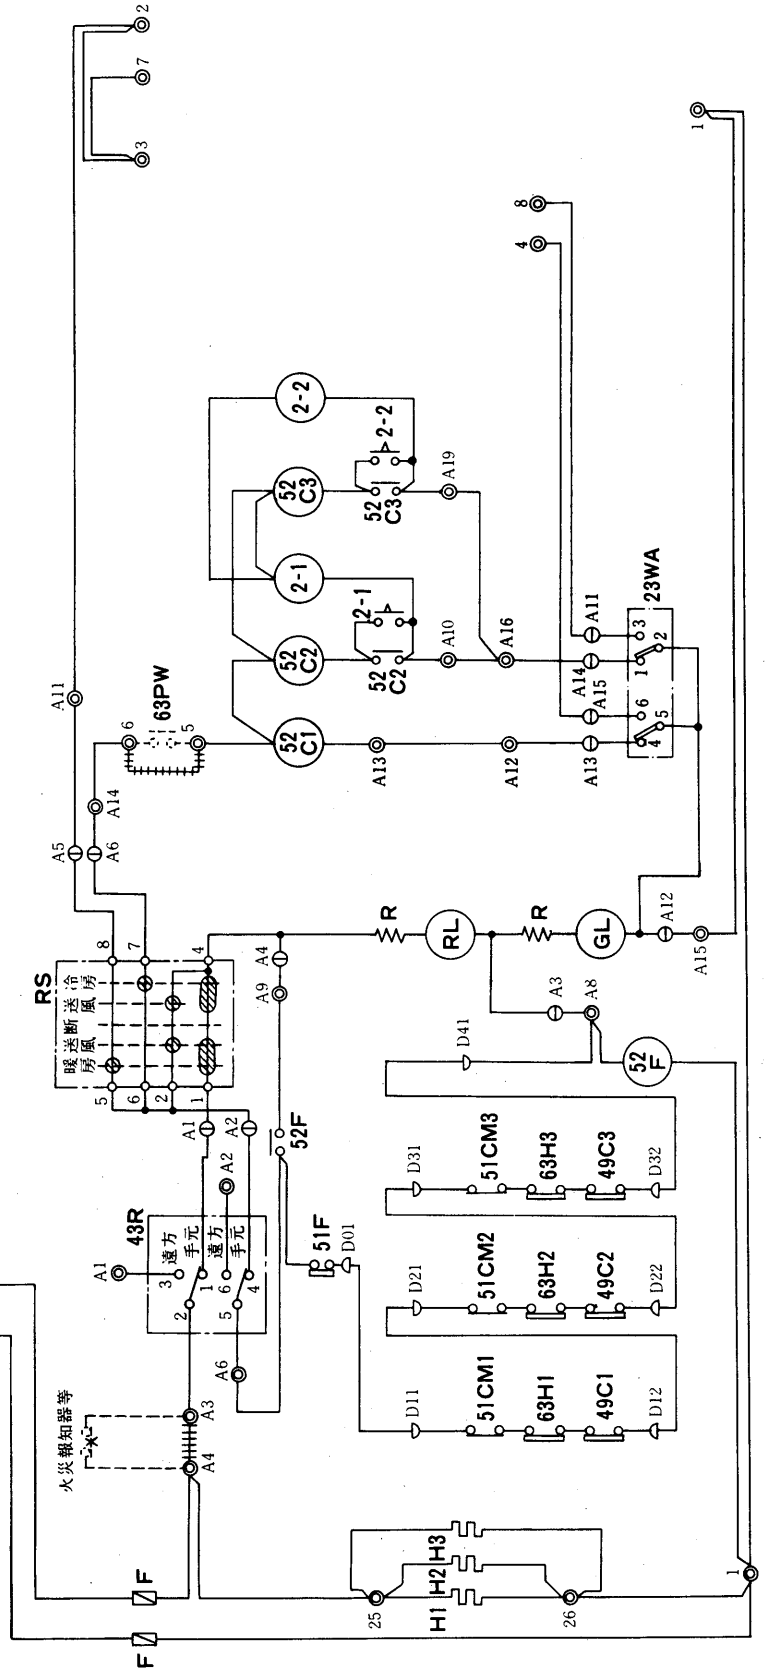 2
7
3
1
8
4
A11
63PW
6
5
A14
A5
A6
2-2
52
C3
2-1
52
C2
52
C1
2-2
52
C3
A19
2-1
52
C2
A10
A16
A13
A12
A11
A14
A15
A13
23WA
3
2
1
6
5
4
RS
冷房
送風
断
送風
暖房
8
7
4
5
6
2
1
A4
A9
R
RL
R
GL
A12
A15
A3
A8
52
F
A1
A2
52F
43R
遠方
手元
遠方
手元
A1
A2
3
1
2
6
4
5
A6
51F
D01
D41
D31
51CM3
63H3
49C3
D32
D21
51CM2
63H2
49C2
D22
D11
51CM1
63H1
49C1
D12
火災報知器等
A3
A4
F
F
H3
H2
H1
25
26
1